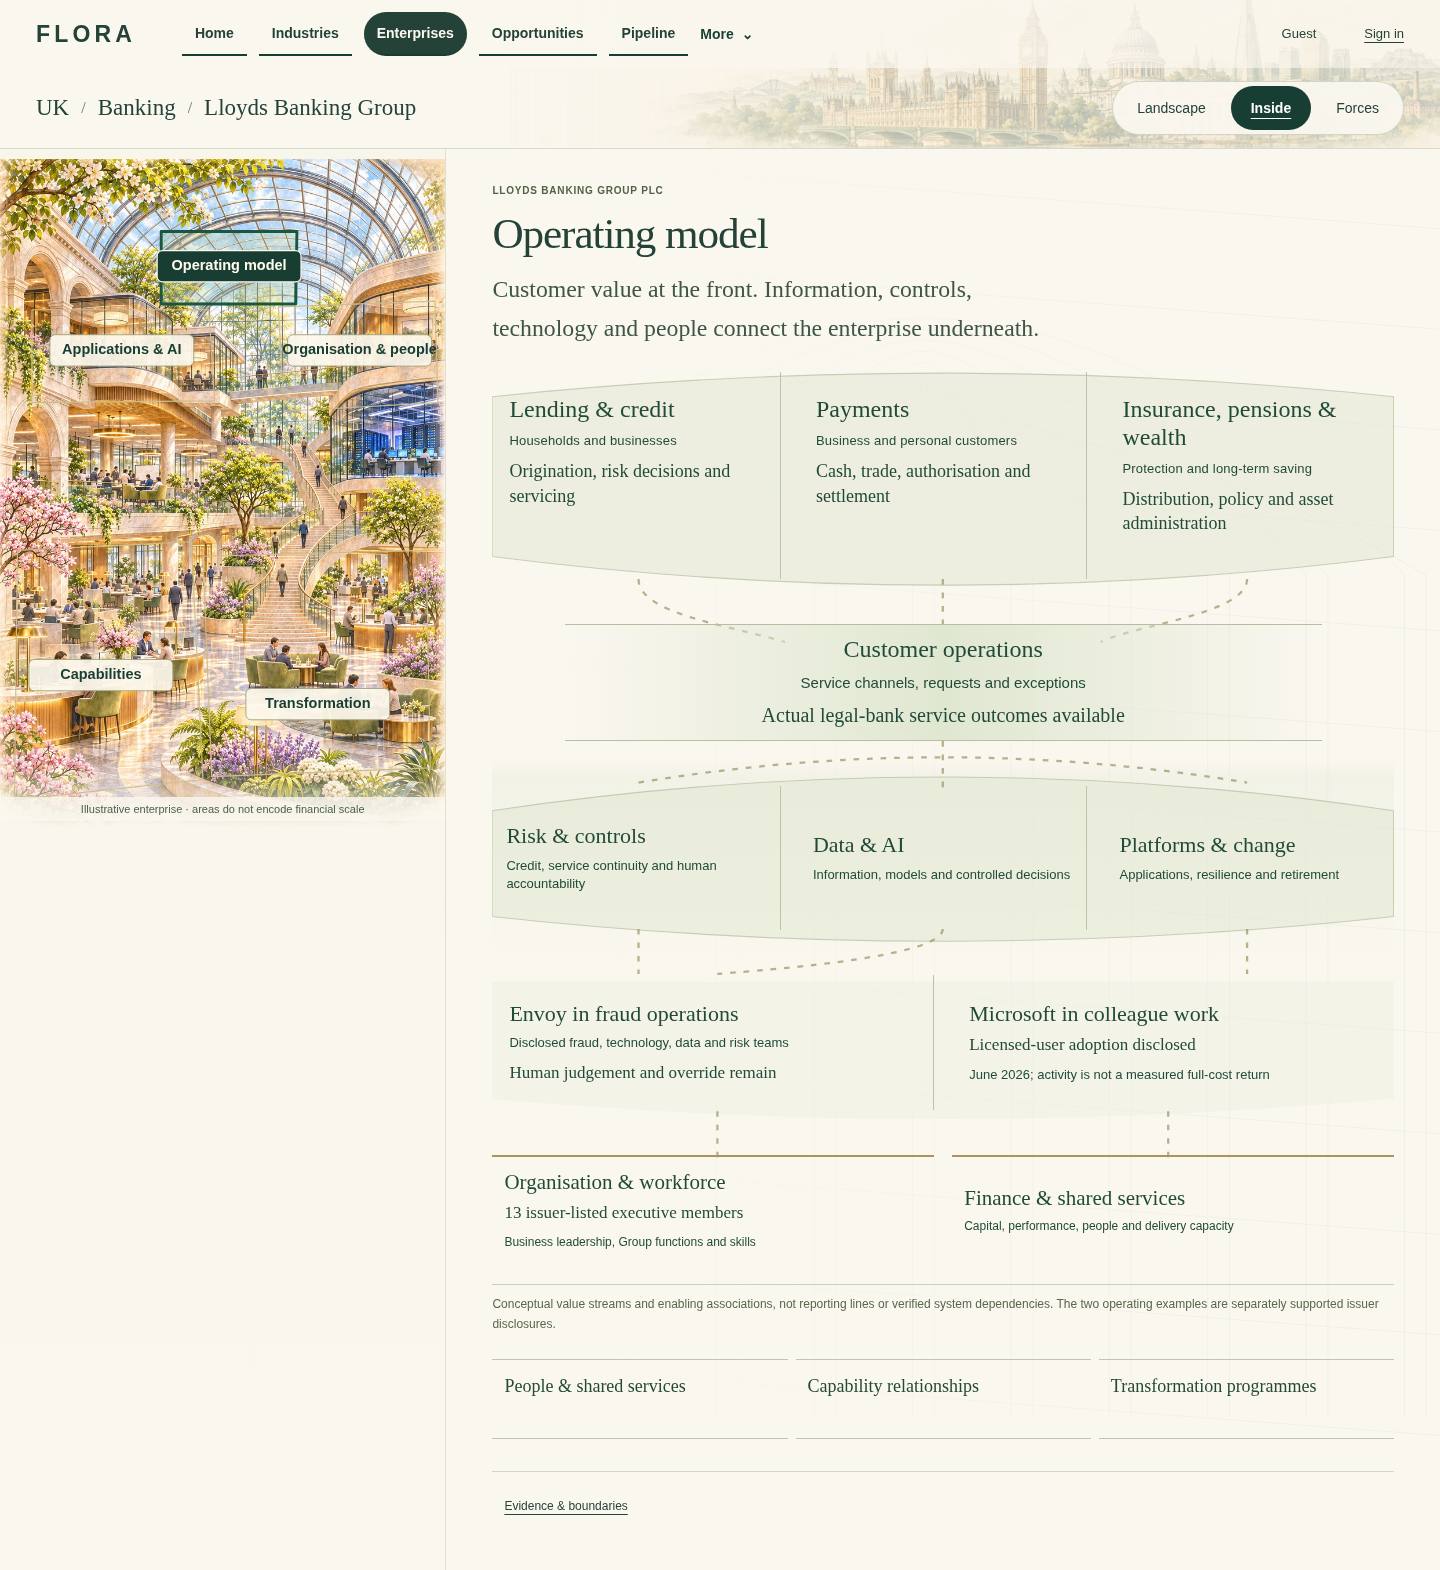 FLORA
Home
Industries
Enterprises
Opportunities
Pipeline
More
Guest
Sign in
UK / Banking / Lloyds Banking Group
Landscape
Inside
Forces
Operating model
Applications & AI
Organisation & people
Capabilities
Transformation
Illustrative enterprise · areas do not encode financial scale
LLOYDS BANKING GROUP PLC
Operating model
Customer value at the front. Information, controls,
technology and people connect the enterprise underneath.
Lending & credit
Households and businesses
Origination, risk decisions and
servicing
Payments
Business and personal customers
Cash, trade, authorisation and
settlement
Insurance, pensions &
wealth
Protection and long-term saving
Distribution, policy and asset
administration
Customer operations
Service channels, requests and exceptions
Actual legal-bank service outcomes available
Risk & controls
Credit, service continuity and human
accountability
Data & AI
Information, models and controlled decisions
Platforms & change
Applications, resilience and retirement
Envoy in fraud operations
Disclosed fraud, technology, data and risk teams
Human judgement and override remain
Microsoft in colleague work
Licensed-user adoption disclosed
June 2026; activity is not a measured full-cost return
Organisation & workforce
13 issuer-listed executive members
Business leadership, Group functions and skills
Finance & shared services
Capital, performance, people and delivery capacity
Conceptual value streams and enabling associations, not reporting lines or verified system dependencies. The two operating examples are separately supported issuer
disclosures.
People & shared services
Capability relationships
Transformation programmes
Evidence & boundaries